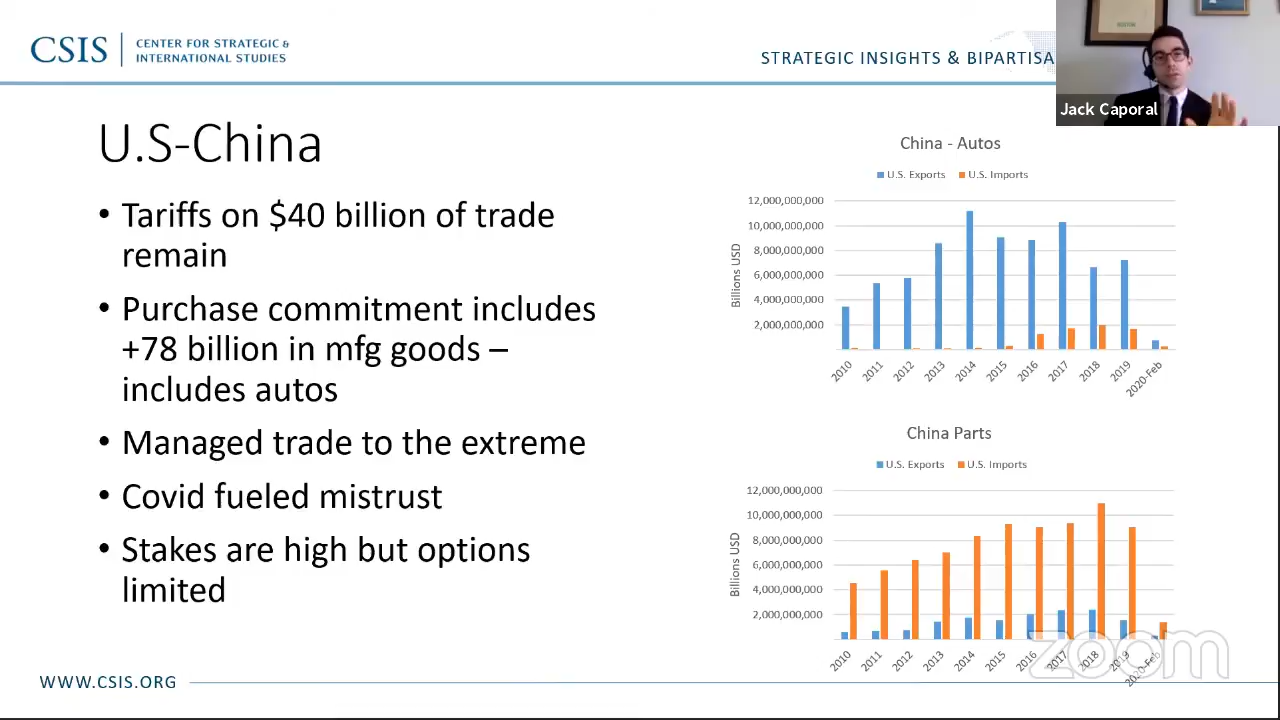 CSIS
CENTER FOR STRATEGIC &
INTERNATIONAL STUDIES
STRATEGIC INSIGHTS & BIPARTISA
Jack Caporal
U.S-China
• Tariffs on $40 billion of trade
remain
• Purchase commitment includes
+78 billion in mfg goods –
includes autos
• Managed trade to the extreme
• Covid fueled mistrust
• Stakes are high but options
limited
China - Autos
U.S. Exports U.S. Imports
Billions USD
12,000,000,000
10,000,000,000
8,000,000,000
6,000,000,000
4,000,000,000
2,000,000,000
2010 2011 2012 2013 2014 2015 2016 2017 2018 2019 2020-Feb
China Parts
U.S. Exports U.S. Imports
Billions USD
12,000,000,000
10,000,000,000
8,000,000,000
6,000,000,000
4,000,000,000
2,000,000,000
2010 2011 2012 2013 2014 2015 2016 2017 2018 2019 2020-Feb
zoom
WWW.CSIS.ORG